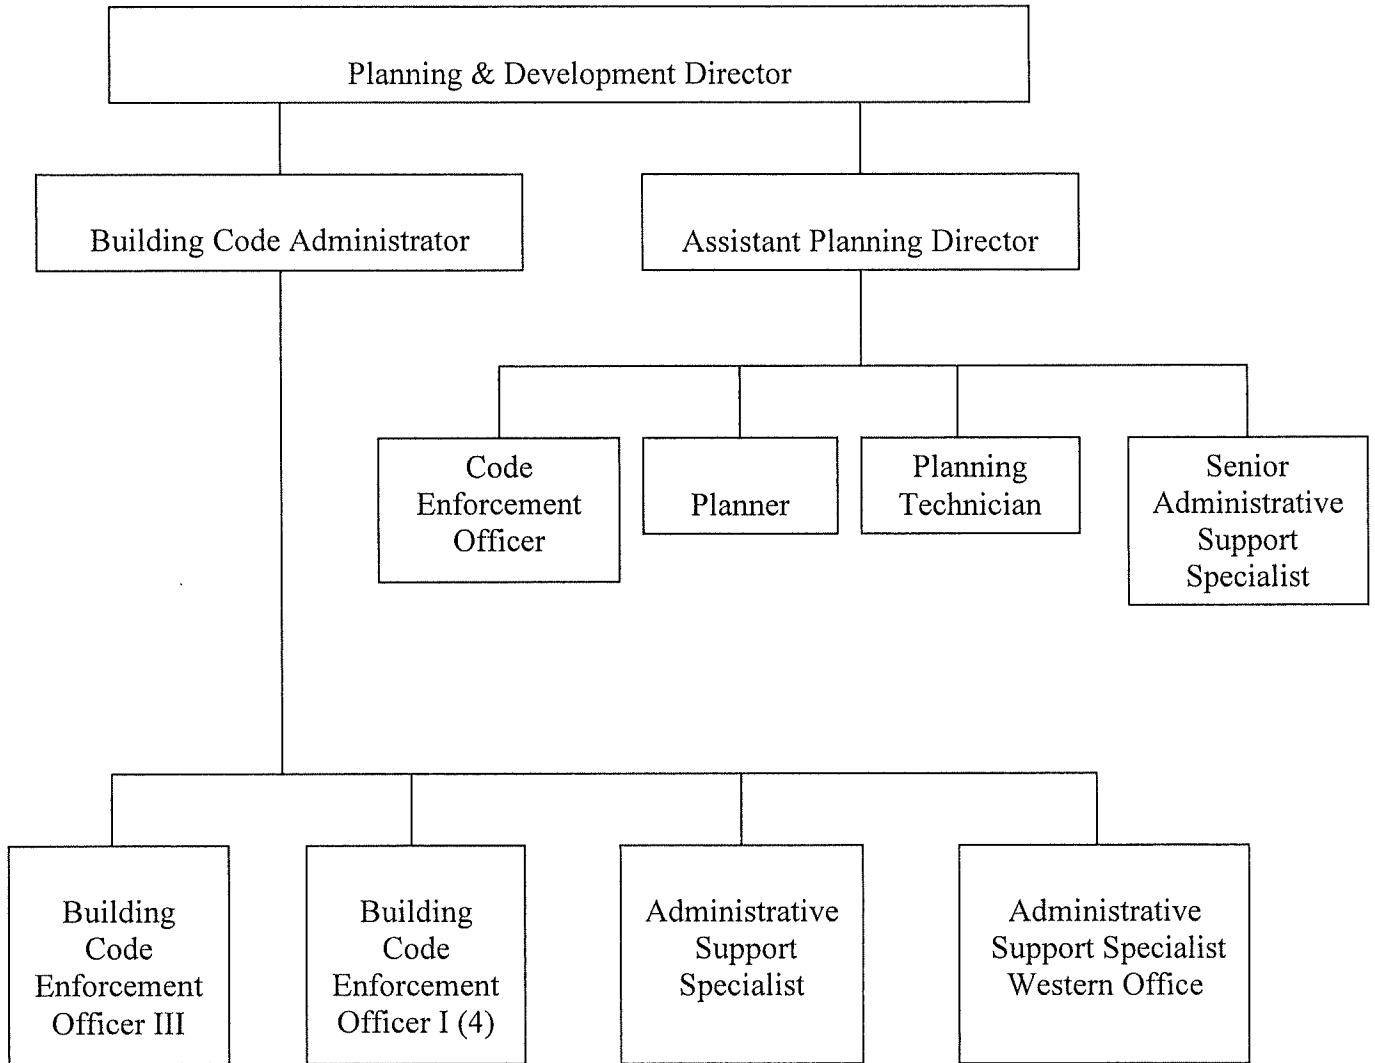 Planning & Development Director
Building Code Administrator
Assistant Planning Director
Code
Enforcement
Officer
Planner
Planning
Technician
Senior
Administrative
Support
Specialist
Building
Code
Enforcement
Officer III
Building
Code
Enforcement
Officer I (4)
Administrative
Support
Specialist
Administrative
Support Specialist
Western Office